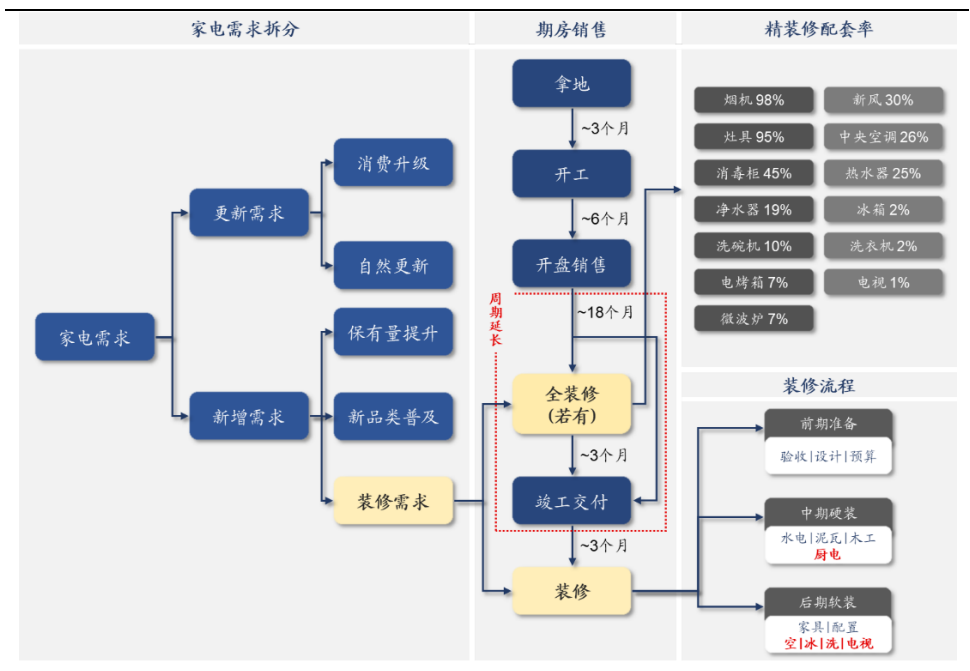 家电需求拆分
家电需求
更新需求
新增需求
消费升级
自然更新
保有量提升
新品类普及
装修需求
期房销售
拿地
~3个月
开工
~6个月
开盘销售
周期延长
~18个月
全装修
(若有)
~3个月
竣工交付
~3个月
装修
精装修配套率
烟机 98%
新风 30%
灶具 95%
中央空调 26%
消毒柜 45%
热水器 25%
净水器 19%
冰箱 2%
洗碗机 10%
洗衣机 2%
电烤箱 7%
电视 1%
微波炉 7%
装修流程
前期准备
验收|设计|预算
中期硬装
水电|泥瓦|木工
厨电
后期软装
家具|配置
空|冰|洗|电视